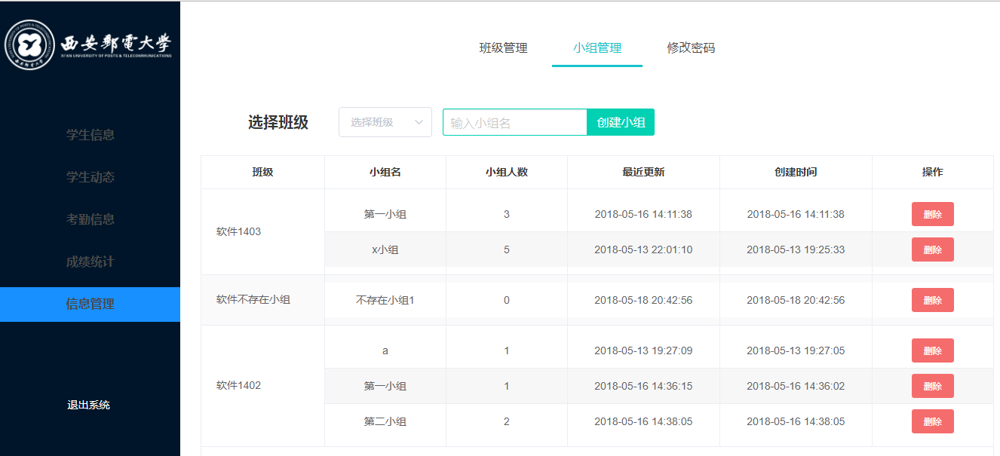 西安郵電大学
XI'AN UNIVERSITY OF POSTS & TELECOMMUNICATIONS
学生信息
学生动态
考勤信息
成绩统计
信息管理
退出系统
班级管理 小组管理 修改密码
选择班级 选择班级 输入小组名 创建小组
班级 小组名 小组人数 最近更新 创建时间 操作
软件1403
第一小组 3 2018-05-16 14:11:38 2018-05-16 14:11:38 删除
x小组 5 2018-05-13 22:01:10 2018-05-13 19:25:33 删除
软件不存在小组 不存在小组1 0 2018-05-18 20:42:56 2018-05-18 20:42:56 删除
软件1402
a 1 2018-05-13 19:27:09 2018-05-13 19:27:05 删除
第一小组 1 2018-05-16 14:36:15 2018-05-16 14:36:02 删除
第二小组 2 2018-05-16 14:38:05 2018-05-16 14:38:05 删除